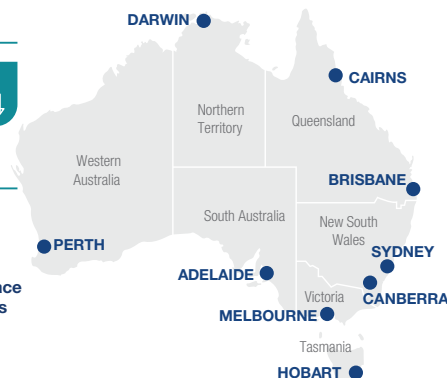 DARWIN
CAIRNS
Northern
Territory
Queensland
Western
Australia
BRISBANE
South Australia
New South
Wales
PERTH
SYDNEY
ADELAIDE
CANBERRA
Victoria
MELBOURNE
Tasmania
HOBART